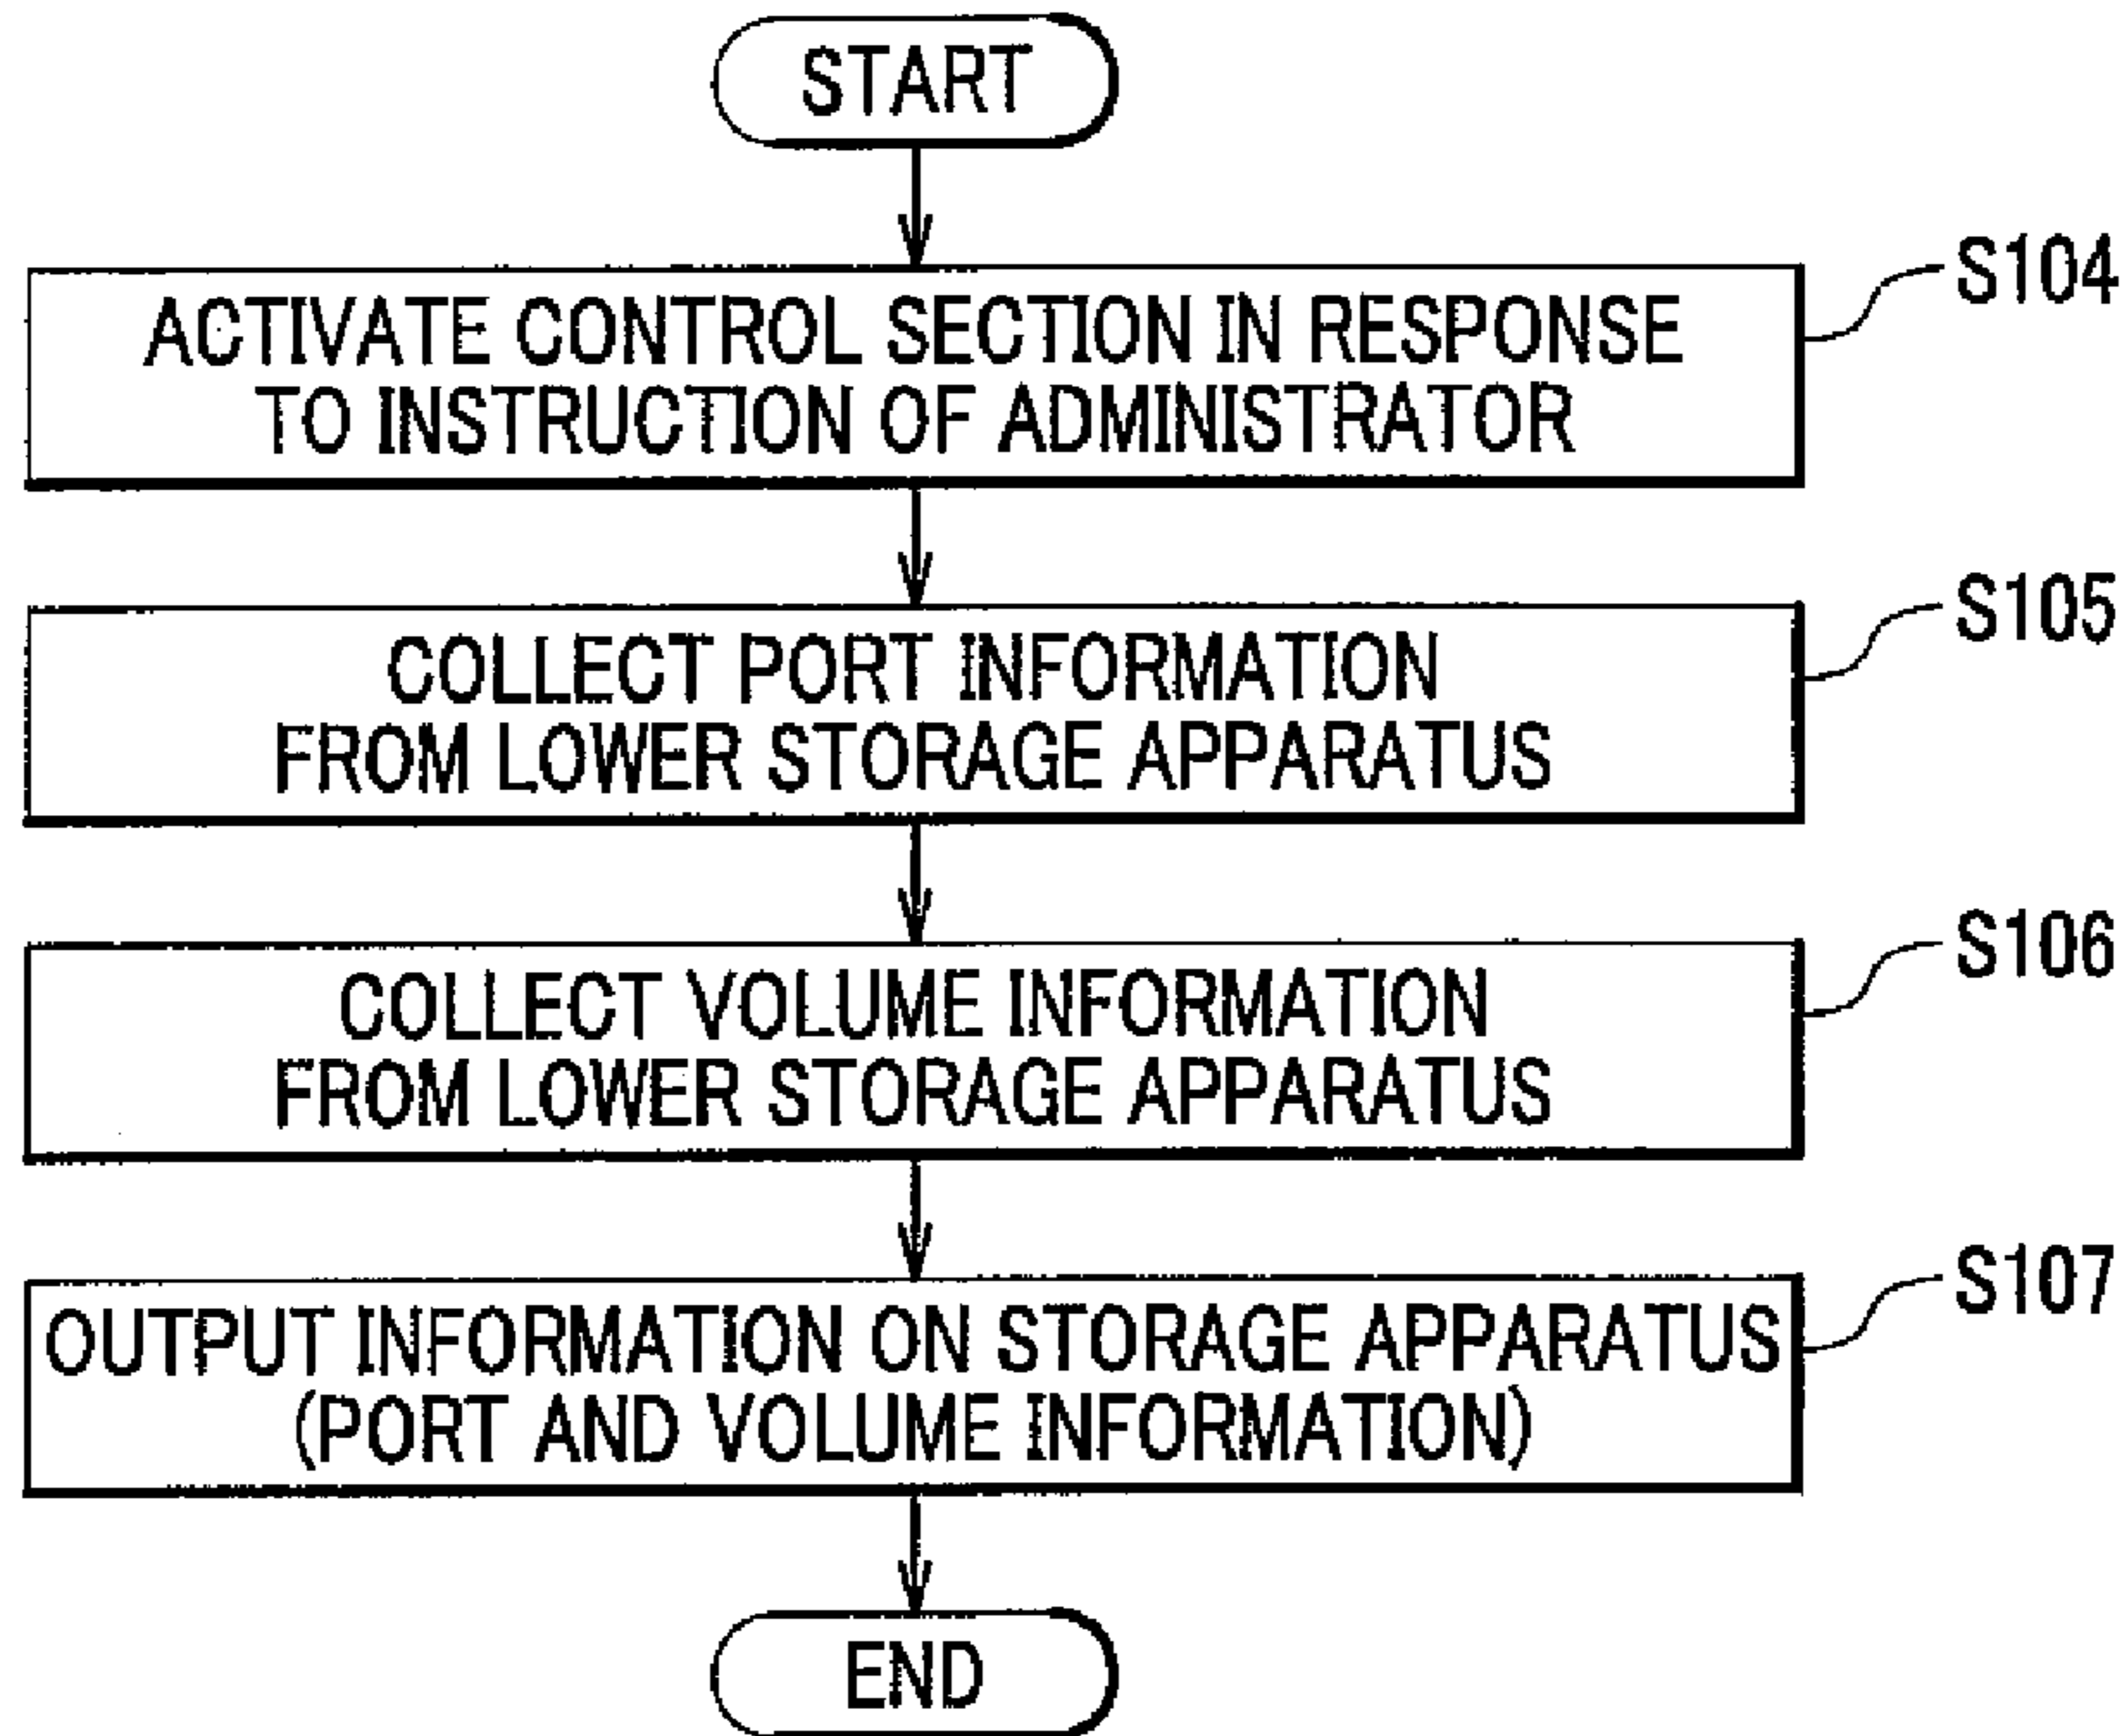 START
S104
ACTIVATE CONTROL SECTION IN RESPONSE
TO INSTRUCTION OF ADMINISTRATOR
S105
COLLECT PORT INFORMATION
FROM LOWER STORAGE APPARATUS
S106
COLLECT VOLUME INFORMATION
FROM LOWER STORAGE APPARATUS
S107
OUTPUT INFORMATION ON STORAGE APPARATUS
(PORT AND VOLUME INFORMATION)
END